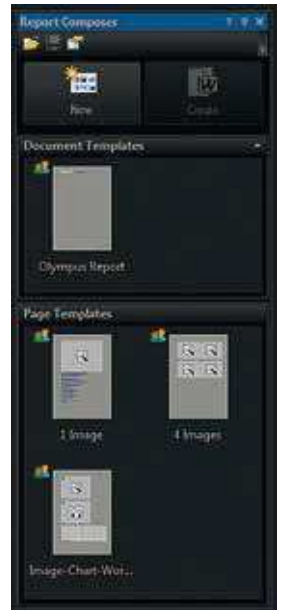 Report Composer
New
Create
Document Templates
Olympus Report
Page Templates
1 Image
4 Images
Image-Chart-Wor...